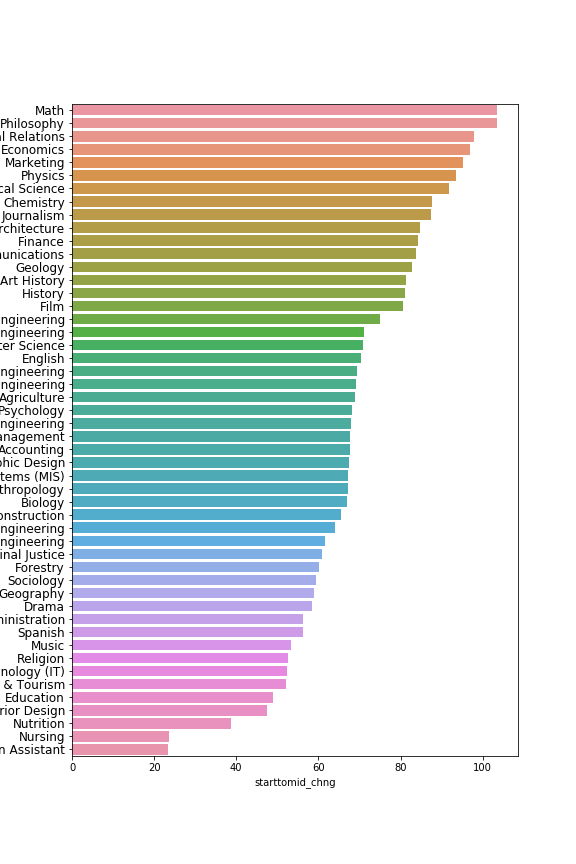 Math
Philosophy
al Relations
Economics
Marketing
Physics
cal Science
Chemistry
Journalism
rchitecture
Finance
unications
Geology
Art History
History
Film
ngineering
ngineering
ter Science
English
ngineering
ngineering
Agriculture
Psychology
ngineering
anagement
Accounting
phic Design
tems (MIS)
thropology
Biology
onstruction
ngineering
ngineering
inal Justice
Forestry
Sociology
Geography
Drama
ministration
Spanish
Music
Religion
nology (IT)
& Tourism
Education
rior Design
Nutrition
Nursing
n Assistant
0 20 40 60 80 100
starttomid_chng